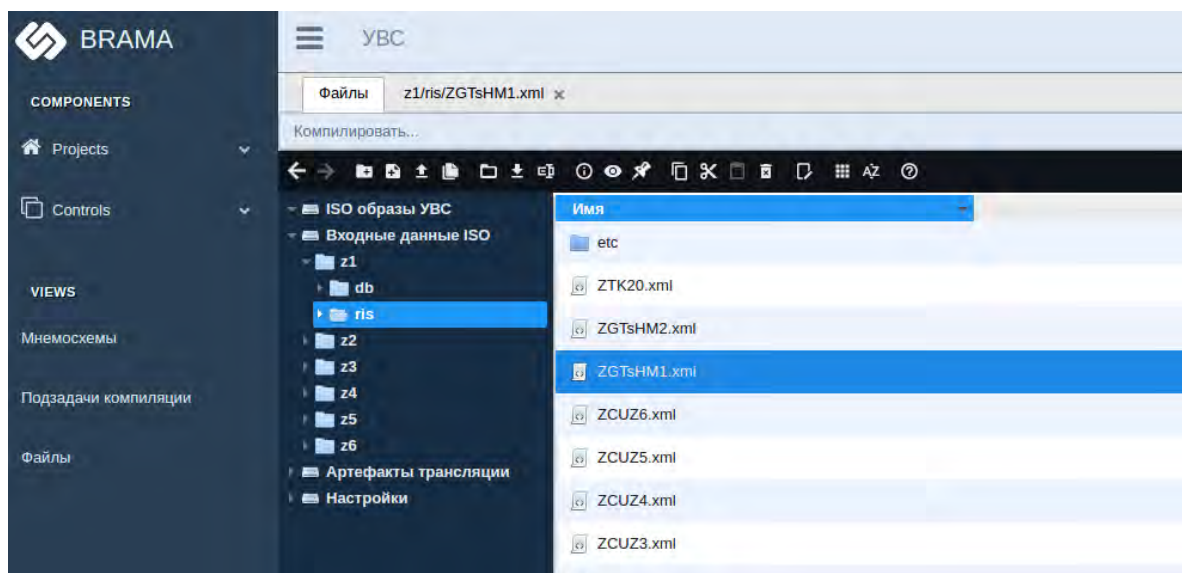 BRAMA
COMPONENTS
Projects
Controls
VIEWS
Мнемосхемы
Подзадачи компиляции
Файлы
УВС
Файлы z1/ris/ZGTsHM1.xml ×
Компилировать...
ISO образы УВС
Входные данные ISO
z1
db
ris
z2
z3
z4
z5
z6
Артефакты трансляции
Настройки
Имя
etc
ZTK20.xml
ZGTsHM2.xml
ZGTsHM1.xml
ZCUZ6.xml
ZCUZ5.xml
ZCUZ4.xml
ZCUZ3.xml